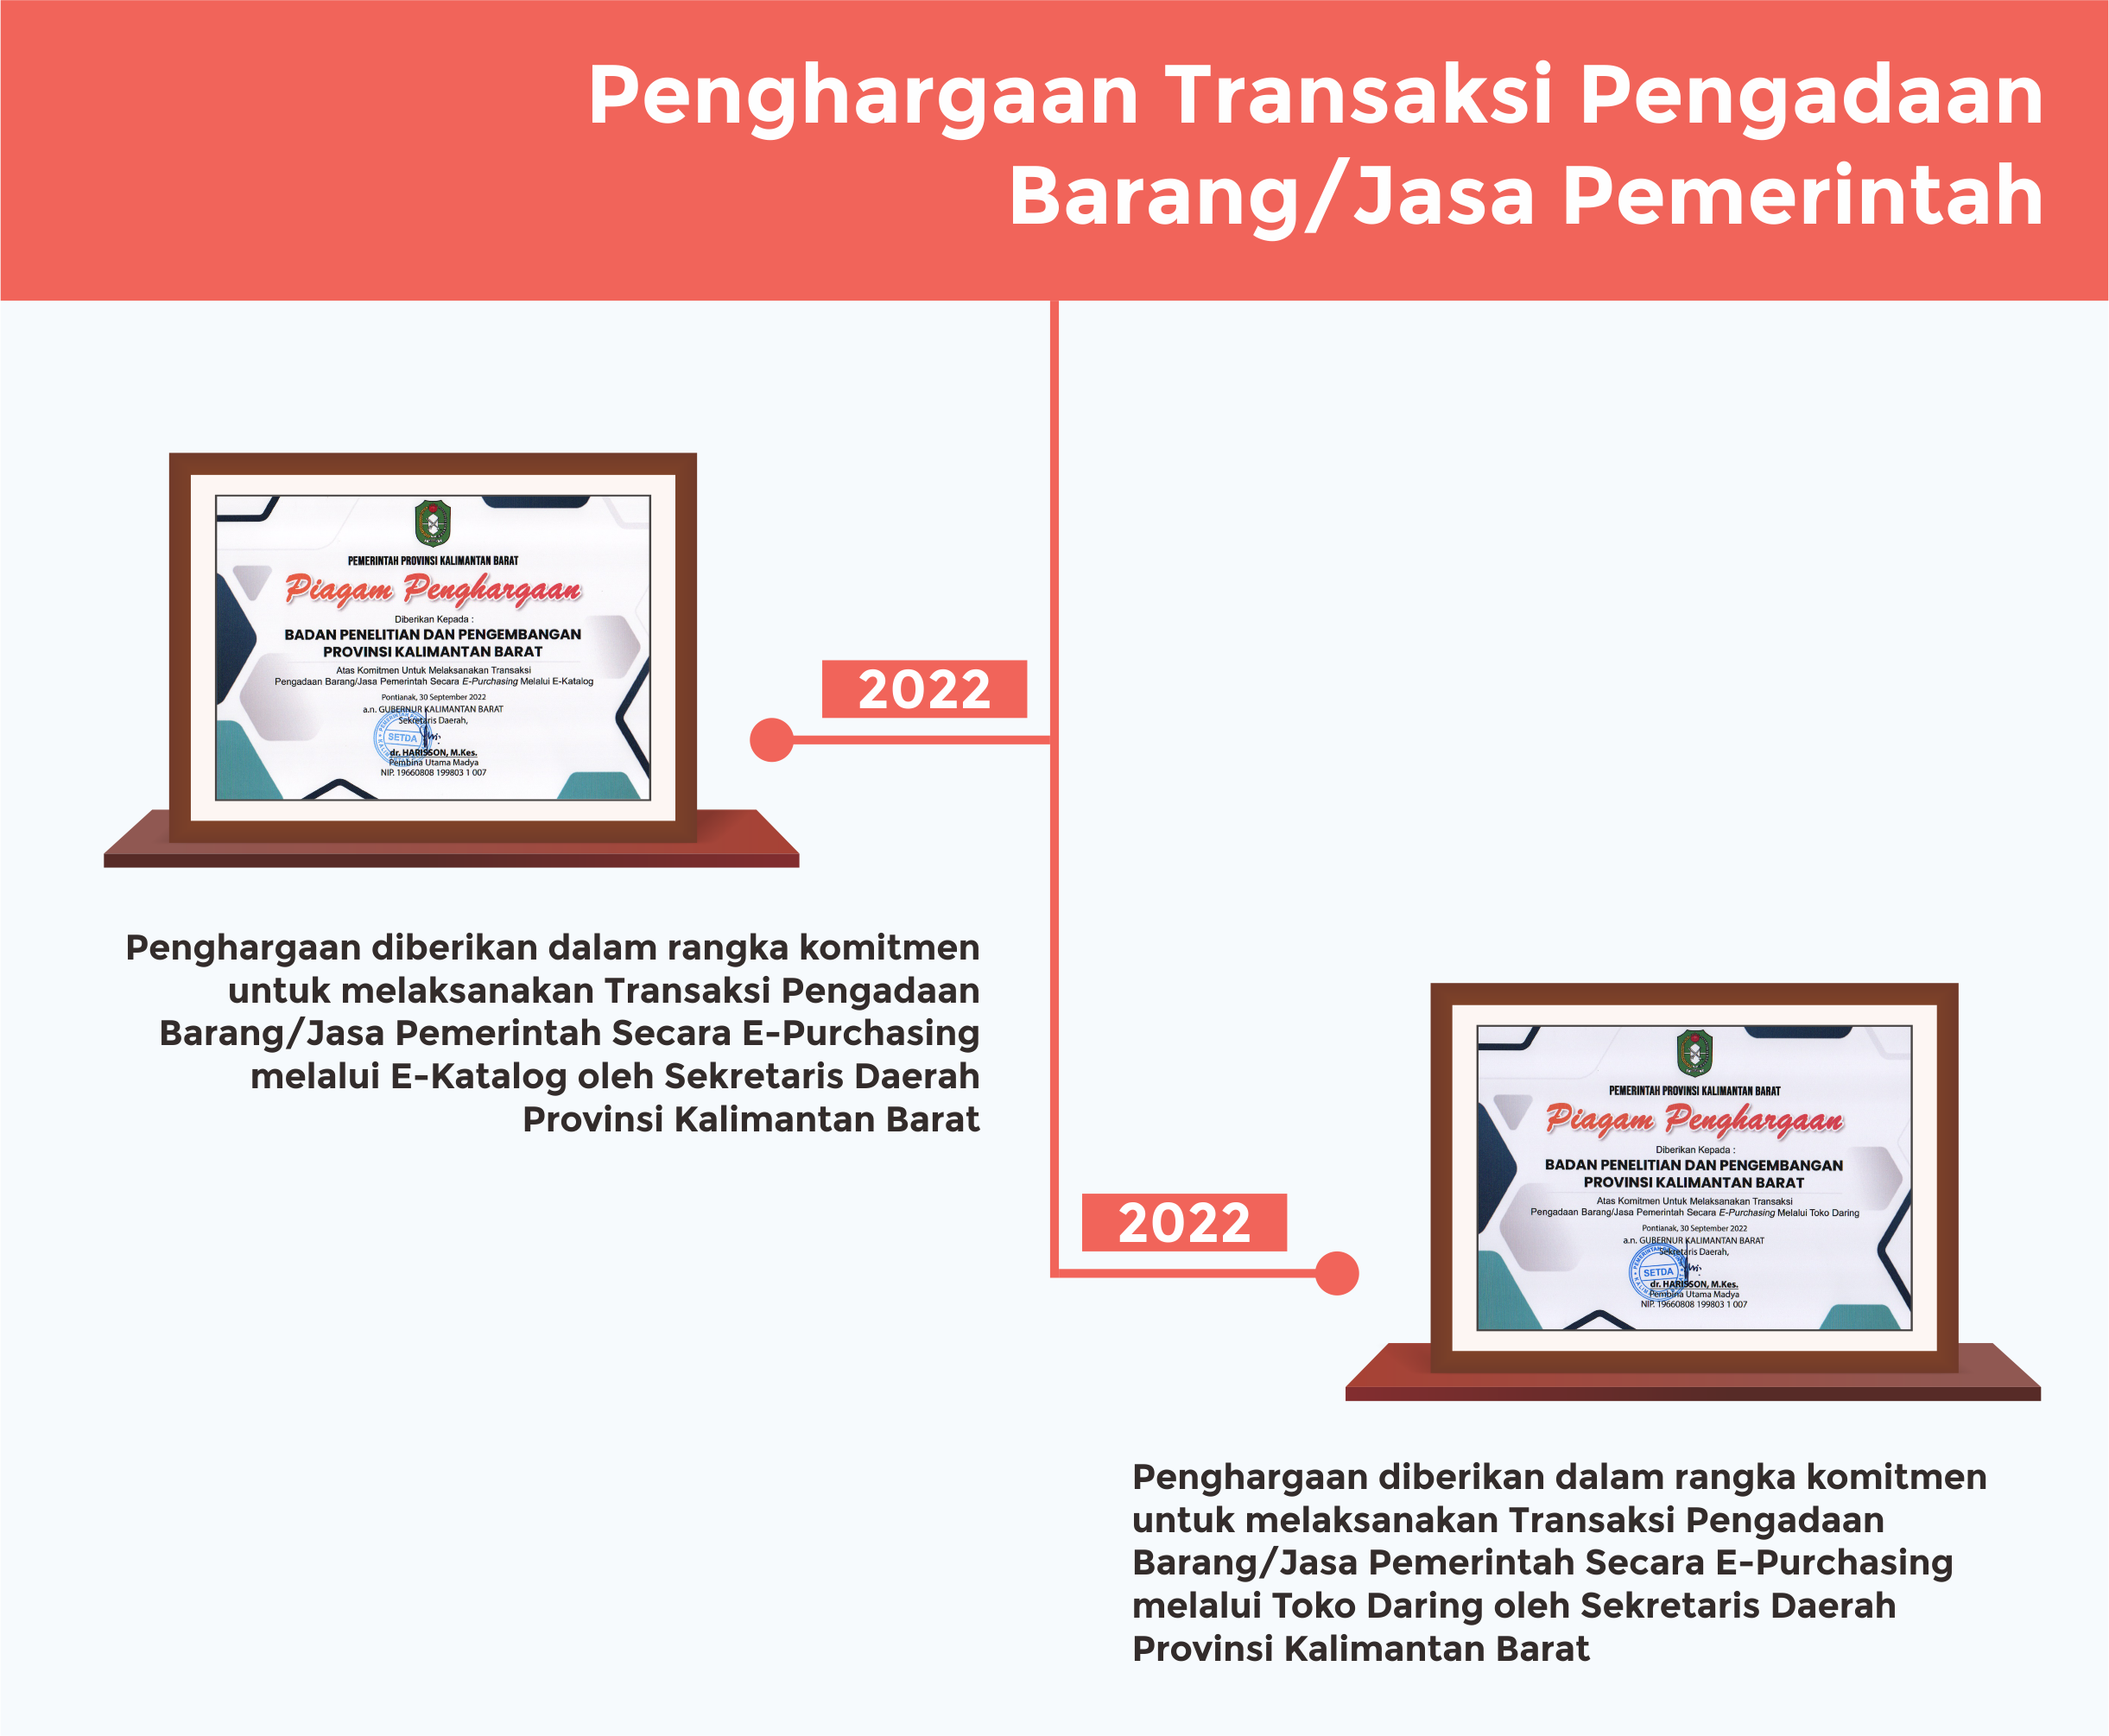 Penghargaan Transaksi Pengadaan
Barang/Jasa Pemerintah
PEMERINTAH PROVINSI KALIMANTAN BARAT
Piagam Penghargaan
Diberikan Kepada :
BADAN PENELITIAN DAN PENGEMBANGAN
PROVINSI KALIMANTAN BARAT
Atas Komitmen Untuk Melaksanakan Transaksi
Pengadaan Barang/Jasa Pemerintah Secara E-Purchasing Melalui E-Katalog
Pontianak, 30 September 2022
a.n. GUBERNUR KALIMANTAN BARAT
Sekretaris Daerah,
SETDA
dr. HARISSON, M.Kes.
Pembina Utama Madya
NIP. 19660808 199803 1 007
2022
Penghargaan diberikan dalam rangka komitmen
untuk melaksanakan Transaksi Pengadaan
Barang/Jasa Pemerintah Secara E-Purchasing
melalui E-Katalog oleh Sekretaris Daerah
Provinsi Kalimantan Barat
2022
PEMERINTAH PROVINSI KALIMANTAN BARAT
Piagam Penghargaan
Diberikan Kepada :
BADAN PENELITIAN DAN PENGEMBANGAN
PROVINSI KALIMANTAN BARAT
Atas Komitmen Untuk Melaksanakan Transaksi
Pengadaan Barang/Jasa Pemerintah Secara E-Purchasing Melalui Toko Daring
Pontianak, 30 September 2022
a.n. GUBERNUR KALIMANTAN BARAT
Sekretaris Daerah,
SETDA
dr. HARISSON, M.Kes.
Pembina Utama Madya
NIP. 19660808 199803 1 007
Penghargaan diberikan dalam rangka komitmen
untuk melaksanakan Transaksi Pengadaan
Barang/Jasa Pemerintah Secara E-Purchasing
melalui Toko Daring oleh Sekretaris Daerah
Provinsi Kalimantan Barat